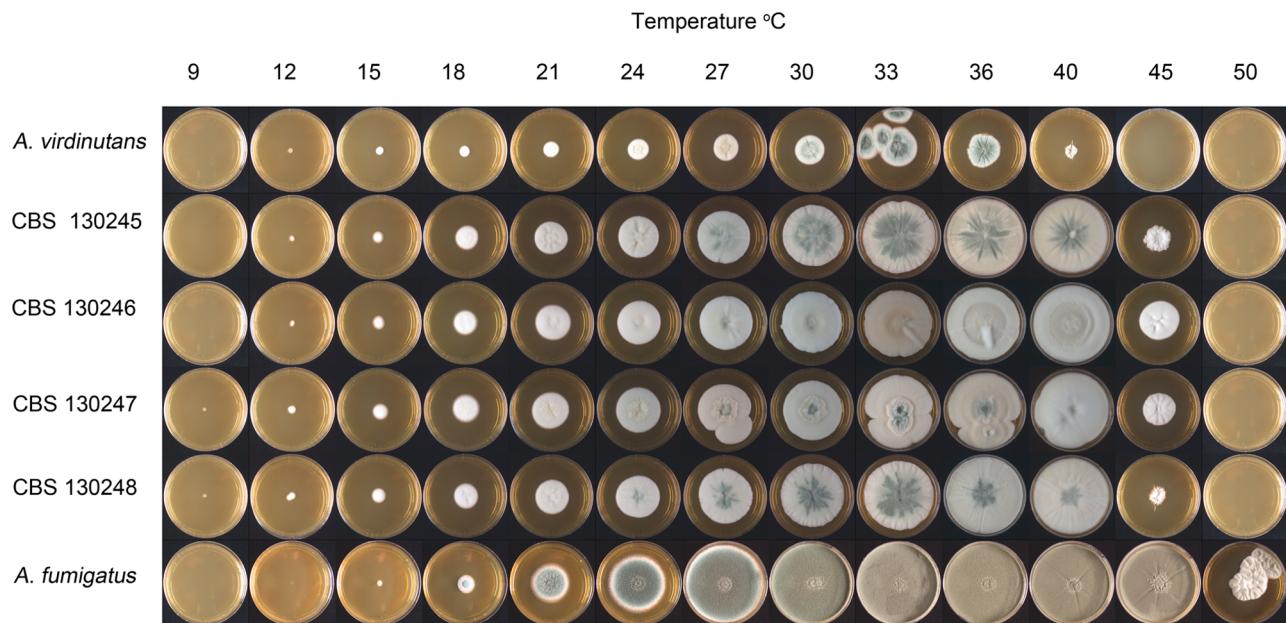 Temperature °C
9 12 15 18 21 24 27 30 33 36 40 45 50
A. virdinutans
CBS 130245
CBS 130246
CBS 130247
CBS 130248
A. fumigatus